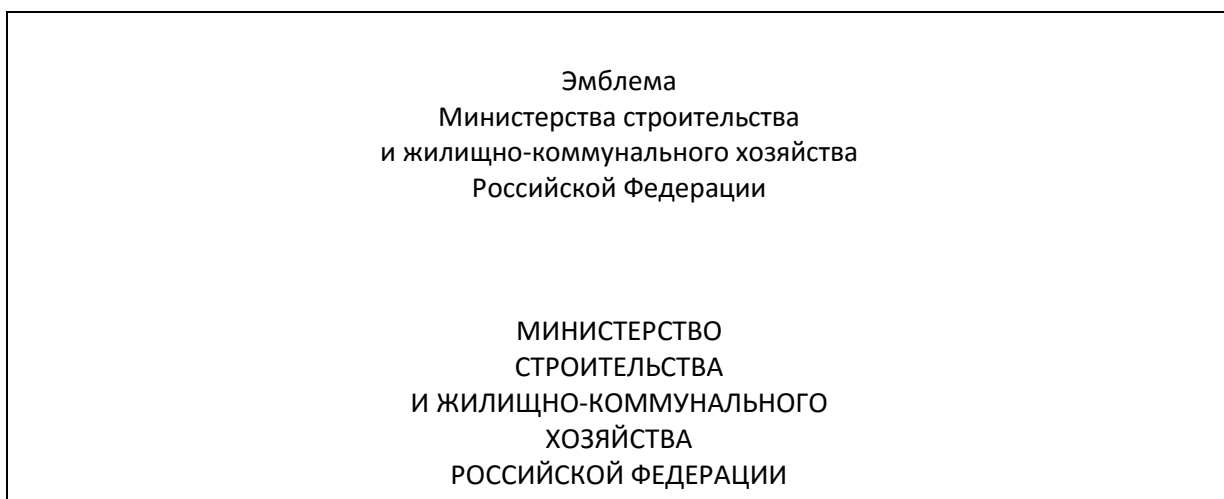 Эмблема
Министерства строительства
и жилищно-коммунального хозяйства
Российской Федерации
МИНИСТЕРСТВО
СТРОИТЕЛЬСТВА
И ЖИЛИЩНО-КОММУНАЛЬНОГО
ХОЗЯЙСТВА
РОССИЙСКОЙ ФЕДЕРАЦИИ